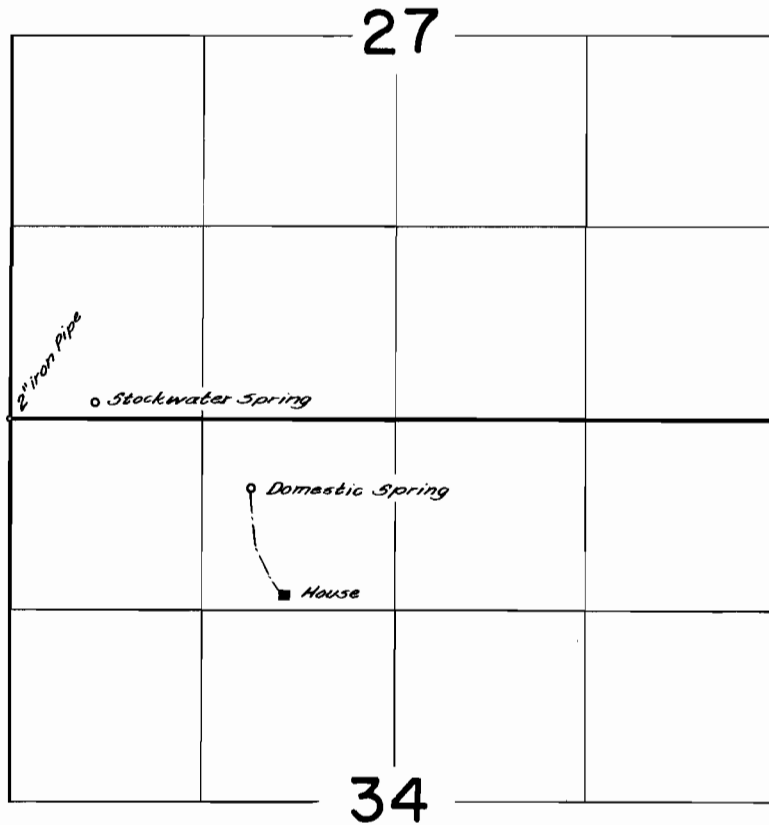 27
2" iron pipe
Stockwater Spring
Domestic Spring
House
34